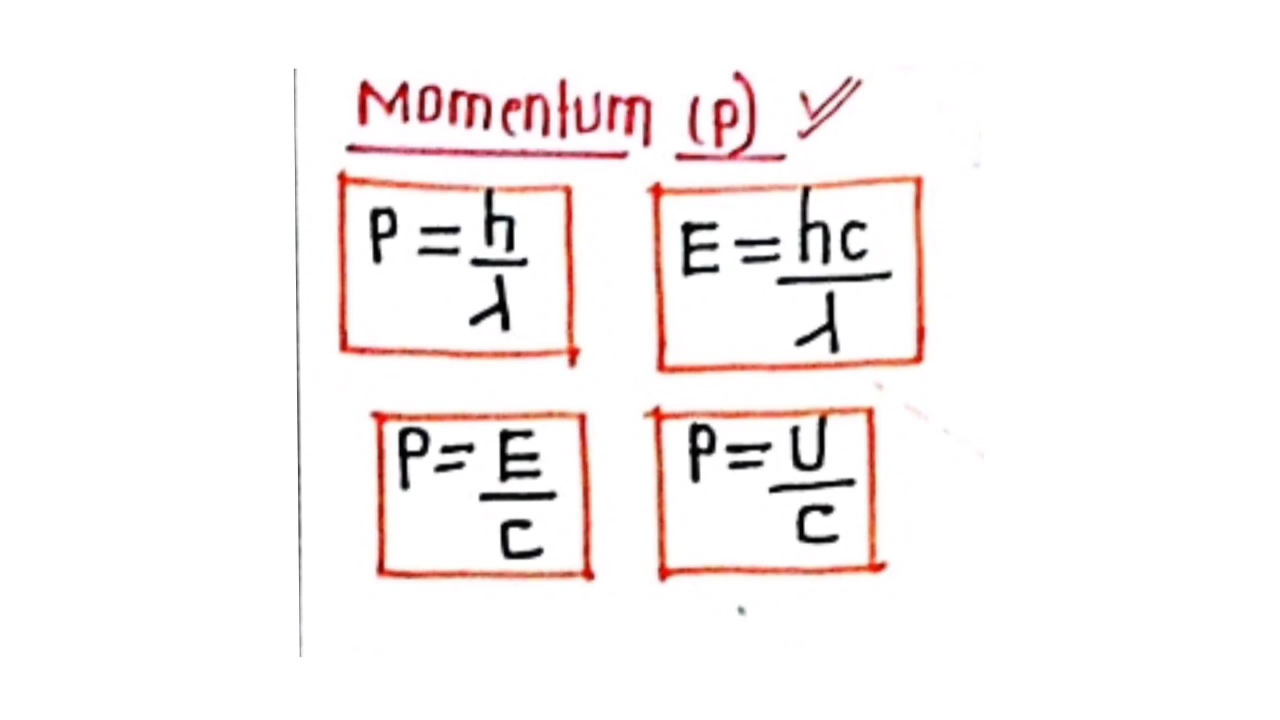 Momentum (p)
P = h/λ
E = hc/λ
P = E/C
P = U/C